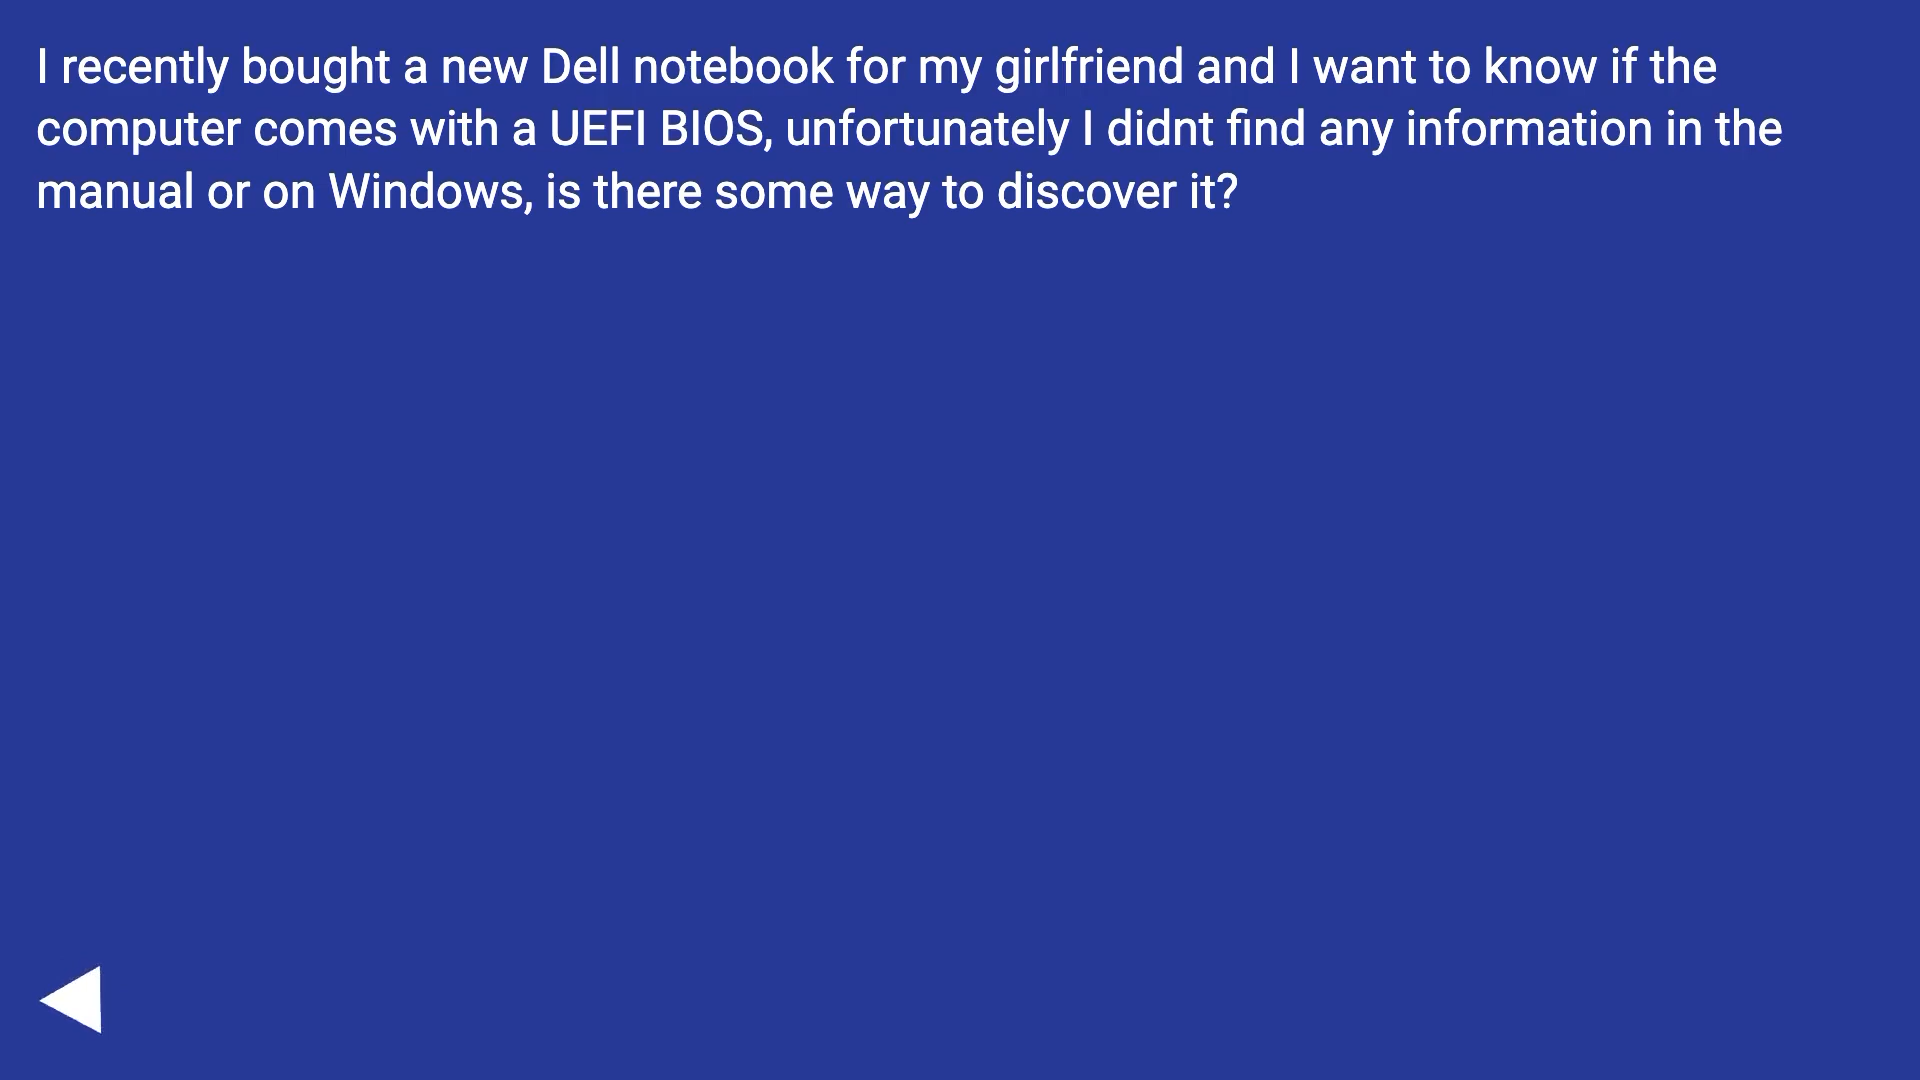 I recently bought a new Dell notebook for my girlfriend and I want to know if the
computer comes with a UEFI BIOS, unfortunately I didnt find any information in the
manual or on Windows, is there some way to discover it?